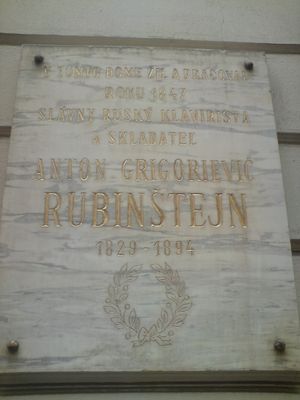 V TOMTO DOME ŽIL A PRACOVAL
ROKU 1847
SLÁVNY RUSKÝ KLAVIRISTA
A SKLADATEĽ
ANTON GRIGORIEVIČ
RUBINŠTEJN
1829-1894